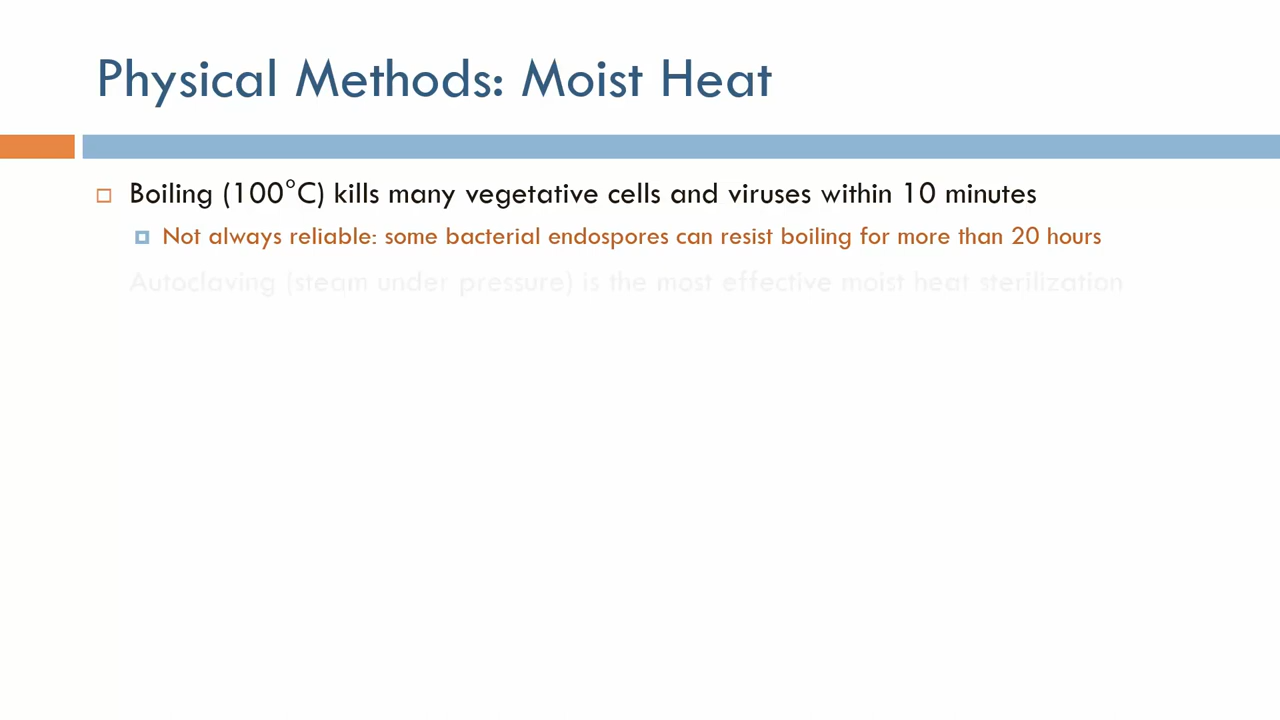 Physical Methods: Moist Heat
Boiling (100°C) kills many vegetative cells and viruses within 10 minutes
Not always reliable: some bacterial endospores can resist boiling for more than 20 hours
Autoclaving (steam under pressure) is the most effective moist heat sterilization